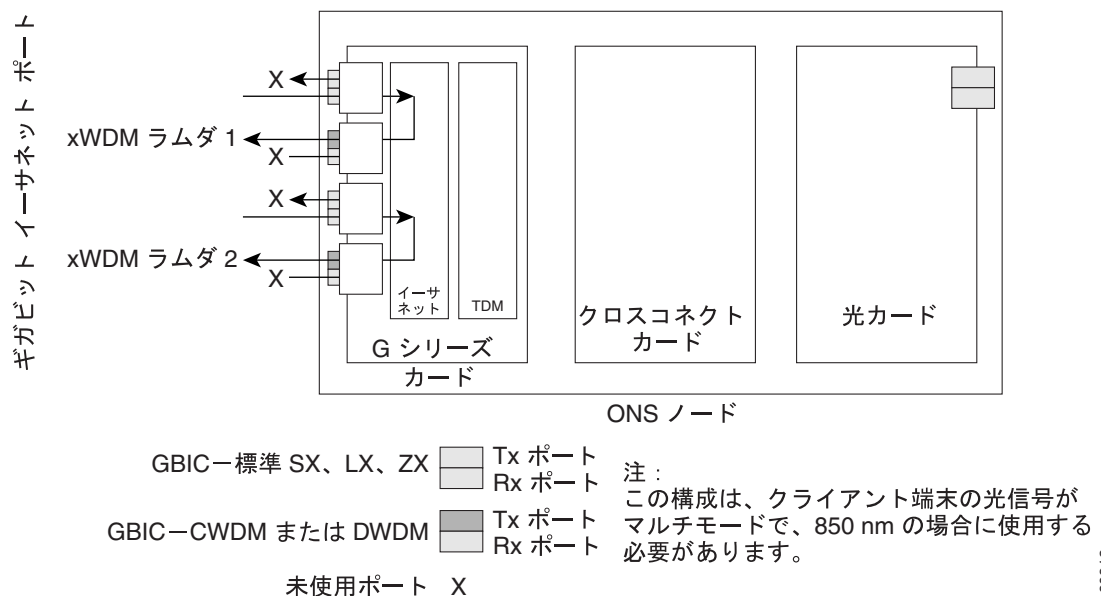 ギガビット イーサネット ポート
X
xWDM ラムダ 1
X
X
xWDM ラムダ 2
X
イーサ
ネット
TDM
G シリーズ
カード
クロスコネクト
カード
光カード
ONS ノード
GBIC－標準 SX、LX、ZX
Tx ポート
Rx ポート
GBIC－CWDM または DWDM
Tx ポート
Rx ポート
未使用ポート X
注：
この構成は、クライアント端末の光信号が
マルチモードで、850 nm の場合に使用する
必要があります。